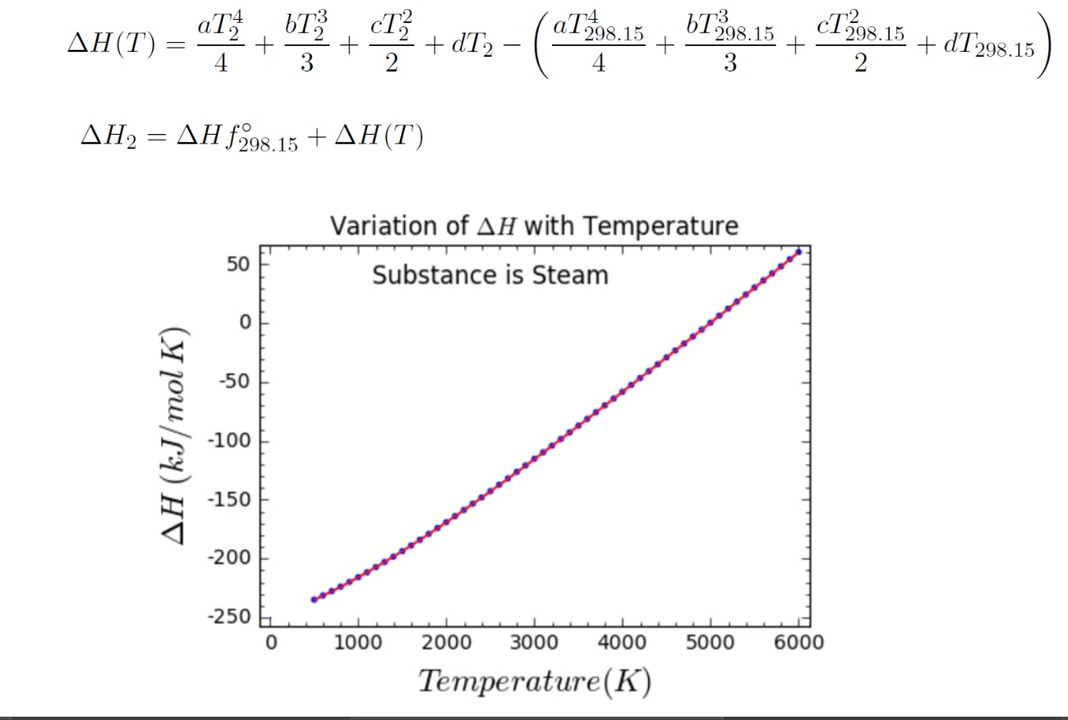 ΔH(T) = aT₂⁴/4 + bT₂³/3 + cT₂²/2 + dT₂ − (aT⁴₂₉₈.₁₅/4 + bT³₂₉₈.₁₅/3 + cT²₂₉₈.₁₅/2 + dT₂₉₈.₁₅)
ΔH₂ = ΔHf°₂₉₈.₁₅ + ΔH(T)
Variation of ΔH with Temperature
Substance is Steam
ΔH (kJ/mol K)
50
0
-50
-100
-150
-200
-250
0 1000 2000 3000 4000 5000 6000
Temperature(K)